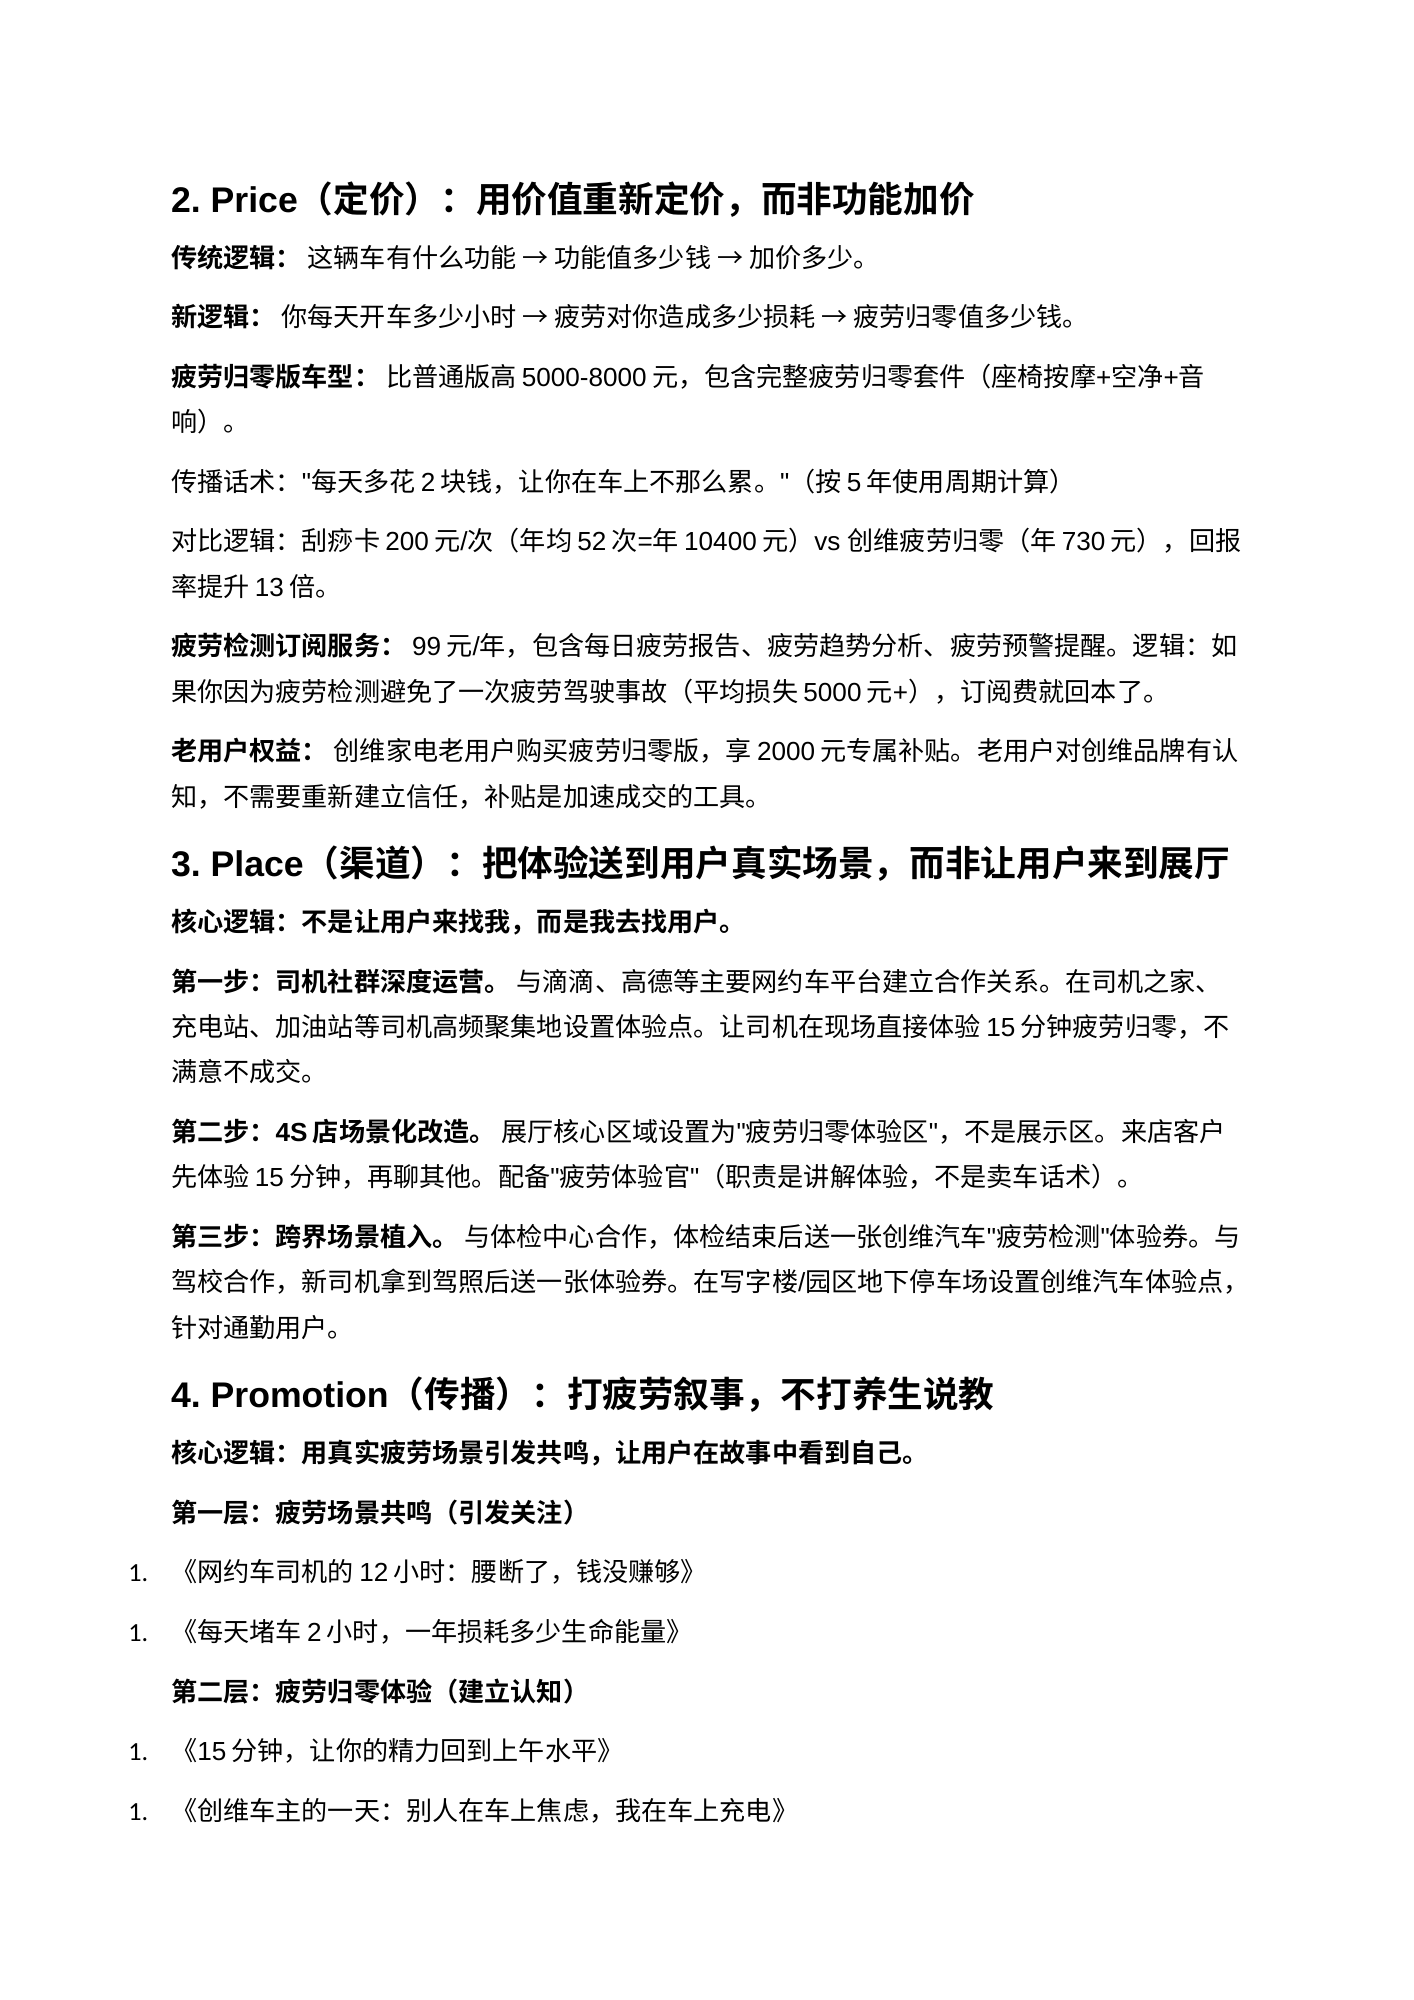 2. Price（定价）：用价值重新定价，而非功能加价
传统逻辑： 这辆车有什么功能 → 功能值多少钱 → 加价多少。
新逻辑： 你每天开车多少小时 → 疲劳对你造成多少损耗 → 疲劳归零值多少钱。
疲劳归零版车型： 比普通版高 5000-8000 元，包含完整疲劳归零套件（座椅按摩+空净+音
响）。
传播话术："每天多花 2 块钱，让你在车上不那么累。"（按 5 年使用周期计算）
对比逻辑：刮痧卡 200 元/次（年均 52 次=年 10400 元）vs 创维疲劳归零（年 730 元），回报
率提升 13 倍。
疲劳检测订阅服务： 99 元/年，包含每日疲劳报告、疲劳趋势分析、疲劳预警提醒。逻辑：如
果你因为疲劳检测避免了一次疲劳驾驶事故（平均损失 5000 元+），订阅费就回本了。
老用户权益： 创维家电老用户购买疲劳归零版，享 2000 元专属补贴。老用户对创维品牌有认
知，不需要重新建立信任，补贴是加速成交的工具。
3. Place（渠道）：把体验送到用户真实场景，而非让用户来到展厅
核心逻辑：不是让用户来找我，而是我去找用户。
第一步：司机社群深度运营。 与滴滴、高德等主要网约车平台建立合作关系。在司机之家、
充电站、加油站等司机高频聚集地设置体验点。让司机在现场直接体验 15 分钟疲劳归零，不
满意不成交。
第二步：4S 店场景化改造。 展厅核心区域设置为"疲劳归零体验区"，不是展示区。来店客户
先体验 15 分钟，再聊其他。配备"疲劳体验官"（职责是讲解体验，不是卖车话术）。
第三步：跨界场景植入。 与体检中心合作，体检结束后送一张创维汽车"疲劳检测"体验券。与
驾校合作，新司机拿到驾照后送一张体验券。在写字楼/园区地下停车场设置创维汽车体验点，
针对通勤用户。
4. Promotion（传播）：打疲劳叙事，不打养生说教
核心逻辑：用真实疲劳场景引发共鸣，让用户在故事中看到自己。
第一层：疲劳场景共鸣（引发关注）
1. 《网约车司机的 12 小时：腰断了，钱没赚够》
1. 《每天堵车 2 小时，一年损耗多少生命能量》
第二层：疲劳归零体验（建立认知）
1. 《15 分钟，让你的精力回到上午水平》
1. 《创维车主的一天：别人在车上焦虑，我在车上充电》